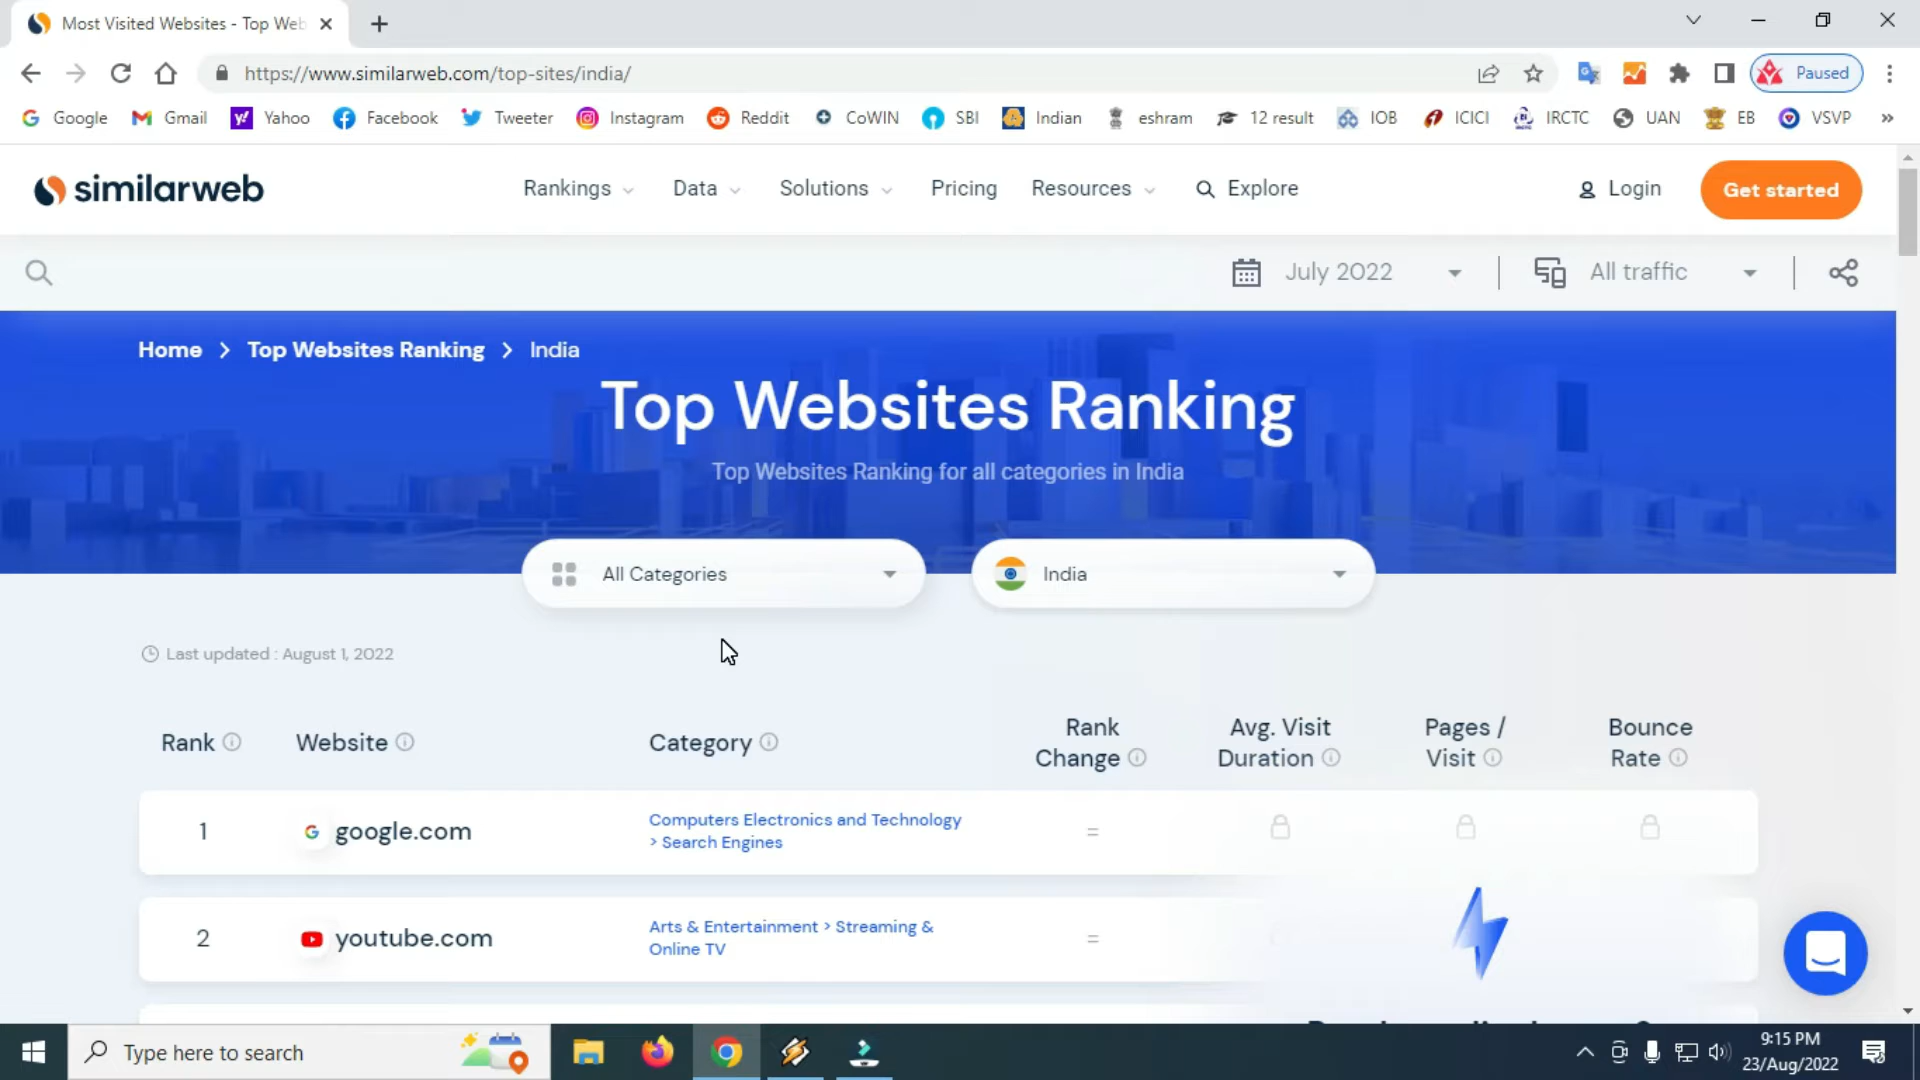 Most Visited Websites - Top Web
https://www.similarweb.com/top-sites/india/
Paused
Google Gmail Yahoo Facebook Tweeter Instagram Reddit CoWIN SBI Indian eshram 12 result IOB ICICI IRCTC UAN EB VSVP »
similarweb
Rankings Data Solutions Pricing Resources Explore Login Get started
July 2022 All traffic
Home > Top Websites Ranking > India
Top Websites Ranking
Top Websites Ranking for all categories in India
All Categories India
Last updated : August 1, 2022
Rank Website Category Rank Change Avg. Visit Duration Pages / Visit Bounce Rate
1 google.com Computers Electronics and Technology
> Search Engines =
2 youtube.com Arts & Entertainment > Streaming &
Online TV =
Type here to search
9:15 PM
23/Aug/2022